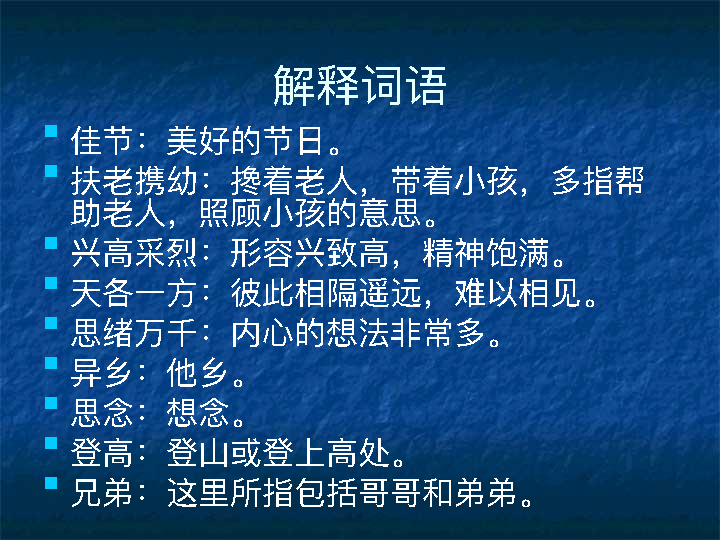 解释词语
佳节：美好的节日。
扶老携幼：搀着老人，带着小孩，多指帮
助老人，照顾小孩的意思。
兴高采烈：形容兴致高，精神饱满。
天各一方：彼此相隔遥远，难以相见。
思绪万千：内心的想法非常多。
异乡：他乡。
思念：想念。
登高：登山或登上高处。
兄弟：这里所指包括哥哥和弟弟。